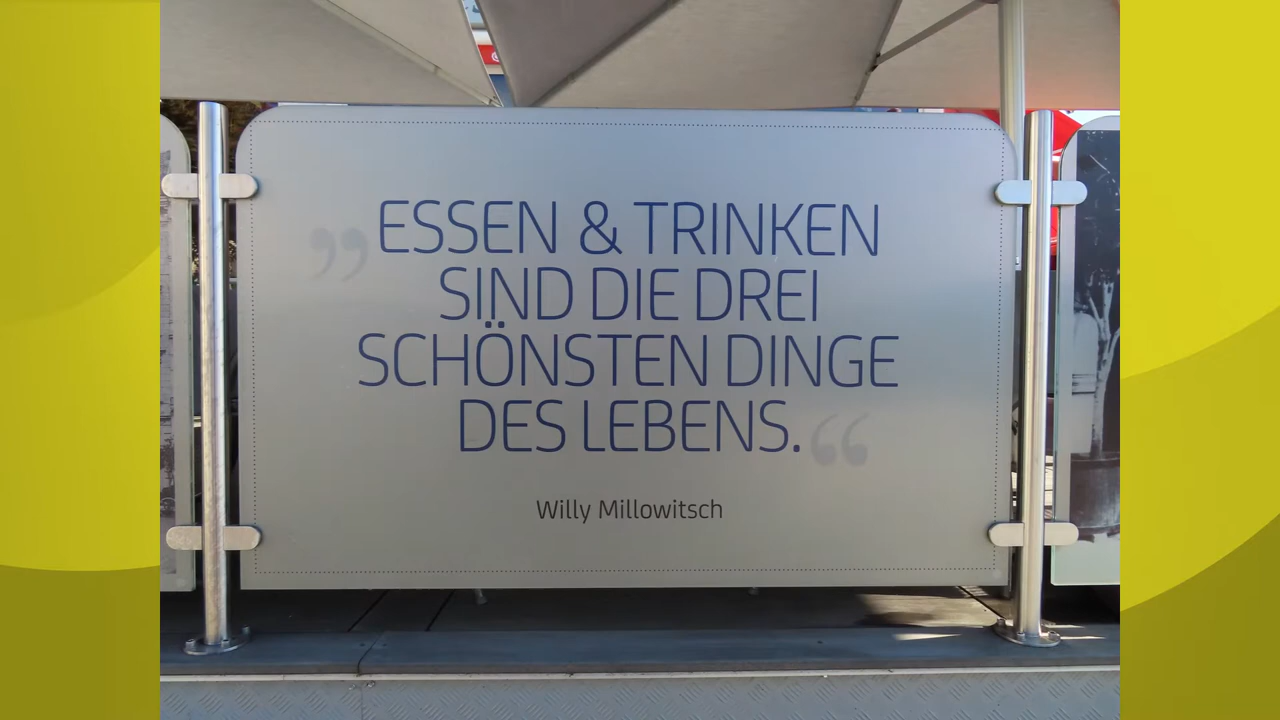 „ESSEN & TRINKEN
SIND DIE DREI
SCHÖNSTEN DINGE
DES LEBENS.“
Willy Millowitsch